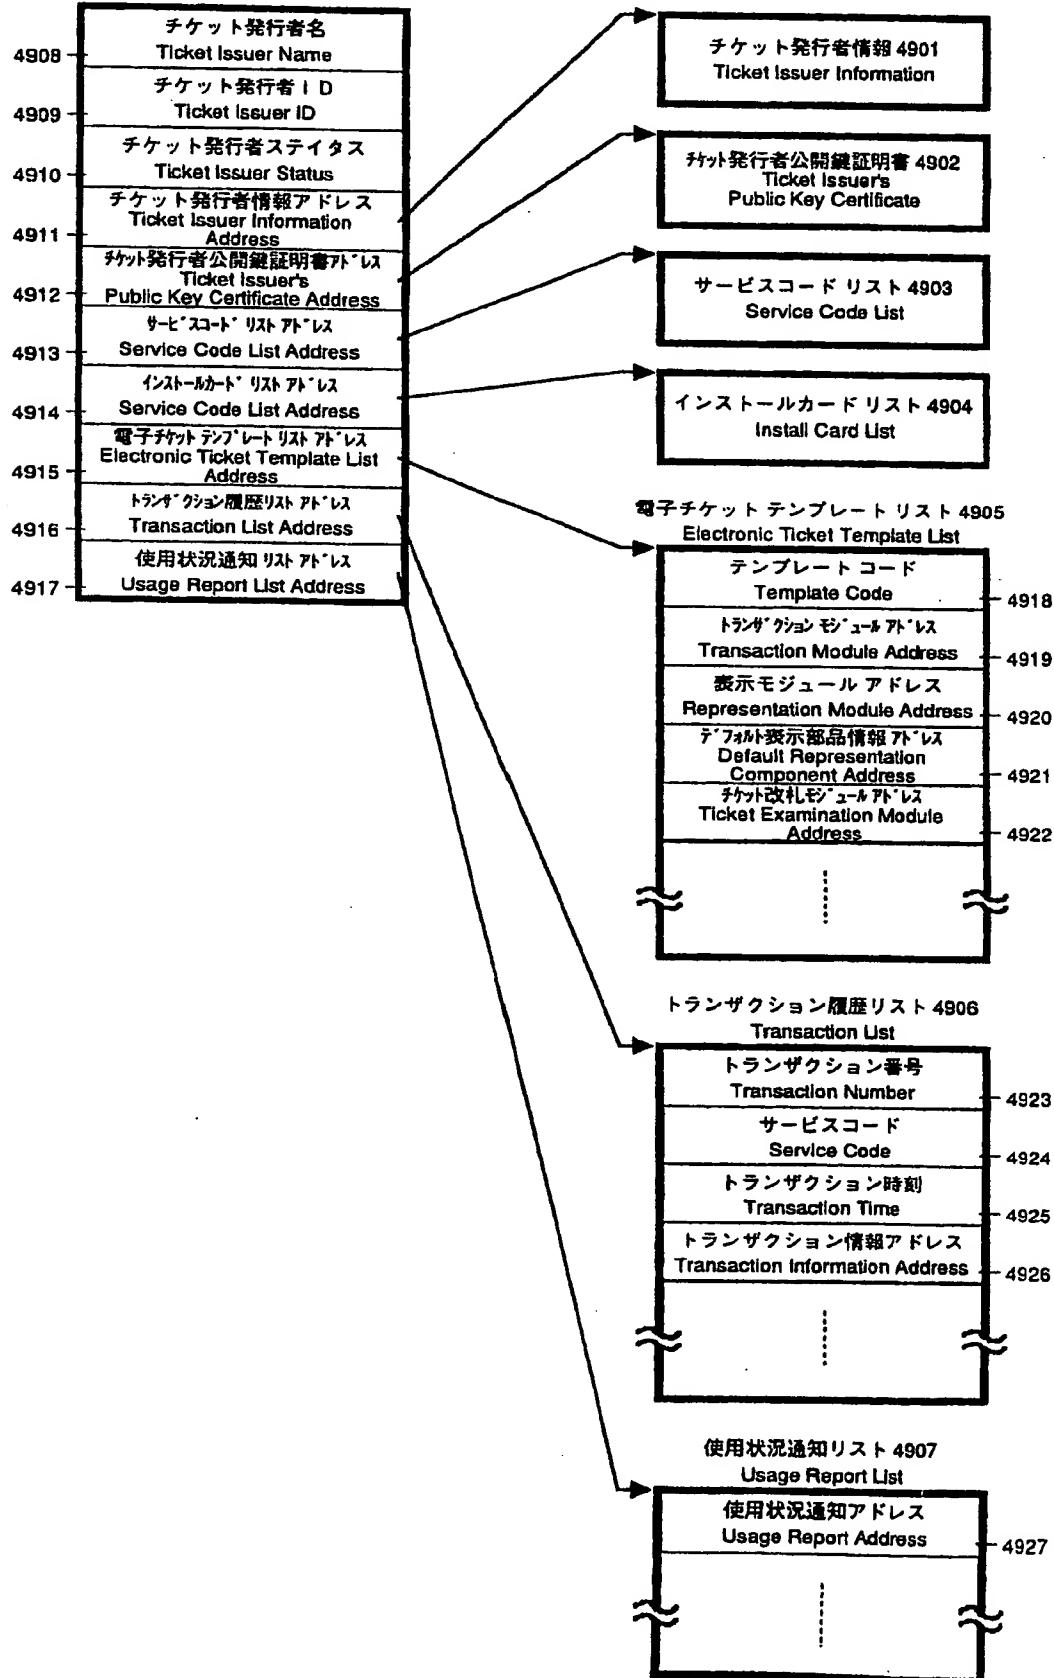 チケット発行者名
4908
Ticket Issuer Name
チケット発行者ID
4909
Ticket Issuer ID
チケット発行者ステイタス
4910
Ticket Issuer Status
チケット発行者情報アドレス
Ticket Issuer Information
4911
Address
チケット発行者公開鍵証明書アドレス
Ticket Issuer's
4912
Public Key Certificate Address
サービスコード リスト アドレス
4913
Service Code List Address
インストールカード リスト アドレス
4914
Service Code List Address
電子チケット テンプレート リスト アドレス
Electronic Ticket Template List
4915
Address
トランザクション履歴リスト アドレス
4916
Transaction List Address
使用状況通知 リスト アドレス
4917
Usage Report List Address
チケット発行者情報 4901
Ticket Issuer Information
チケット発行者公開鍵証明書 4902
Ticket Issuer's
Public Key Certificate
サービスコード リスト 4903
Service Code List
インストールカード リスト 4904
Install Card List
電子チケット テンプレート リスト 4905
Electronic Ticket Template List
テンプレート コード
Template Code
4918
トランザクション モジュール アドレス
Transaction Module Address
4919
表示モジュール アドレス
Representation Module Address
4920
デフォルト表示部品情報 アドレス
Default Representation
Component Address
4921
チケット改札モジュール アドレス
Ticket Examination Module
Address
4922
トランザクション履歴リスト 4906
Transaction List
トランザクション番号
Transaction Number
4923
サービスコード
Service Code
4924
トランザクション時刻
Transaction Time
4925
トランザクション情報アドレス
Transaction Information Address
4926
使用状況通知リスト 4907
Usage Report List
使用状況通知アドレス
Usage Report Address
4927